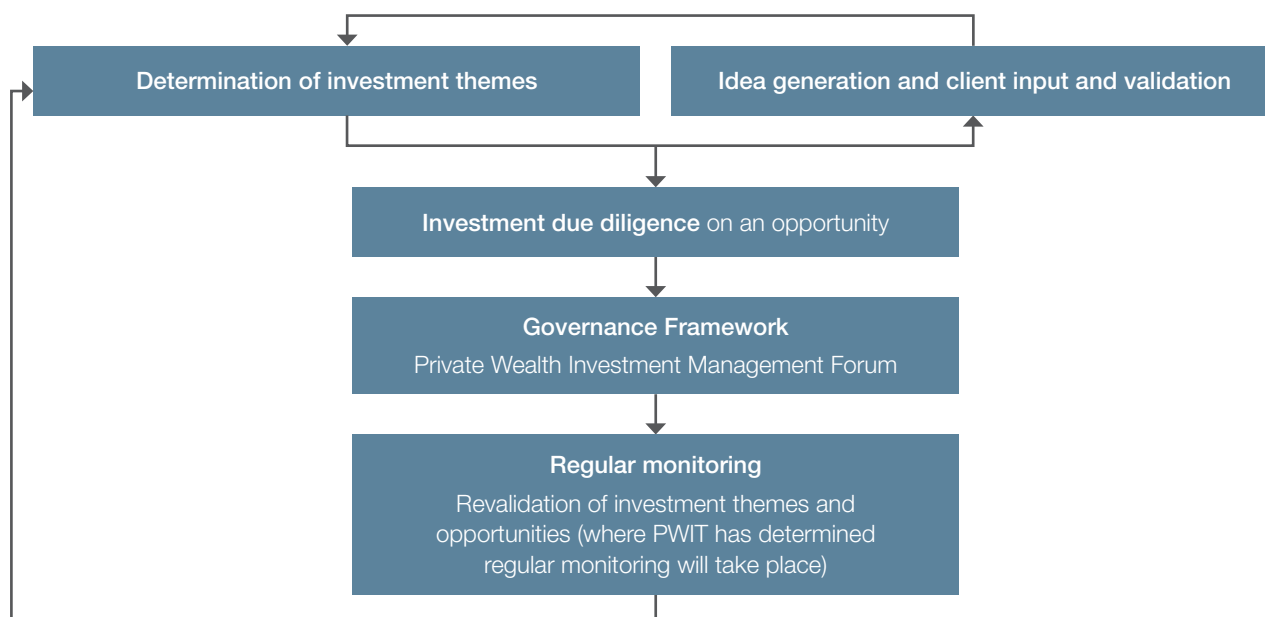 Determination of investment themes
Idea generation and client input and validation
Investment due diligence on an opportunity
Governance Framework
Private Wealth Investment Management Forum
Regular monitoring
Revalidation of investment themes and
opportunities (where PWIT has determined
regular monitoring will take place)